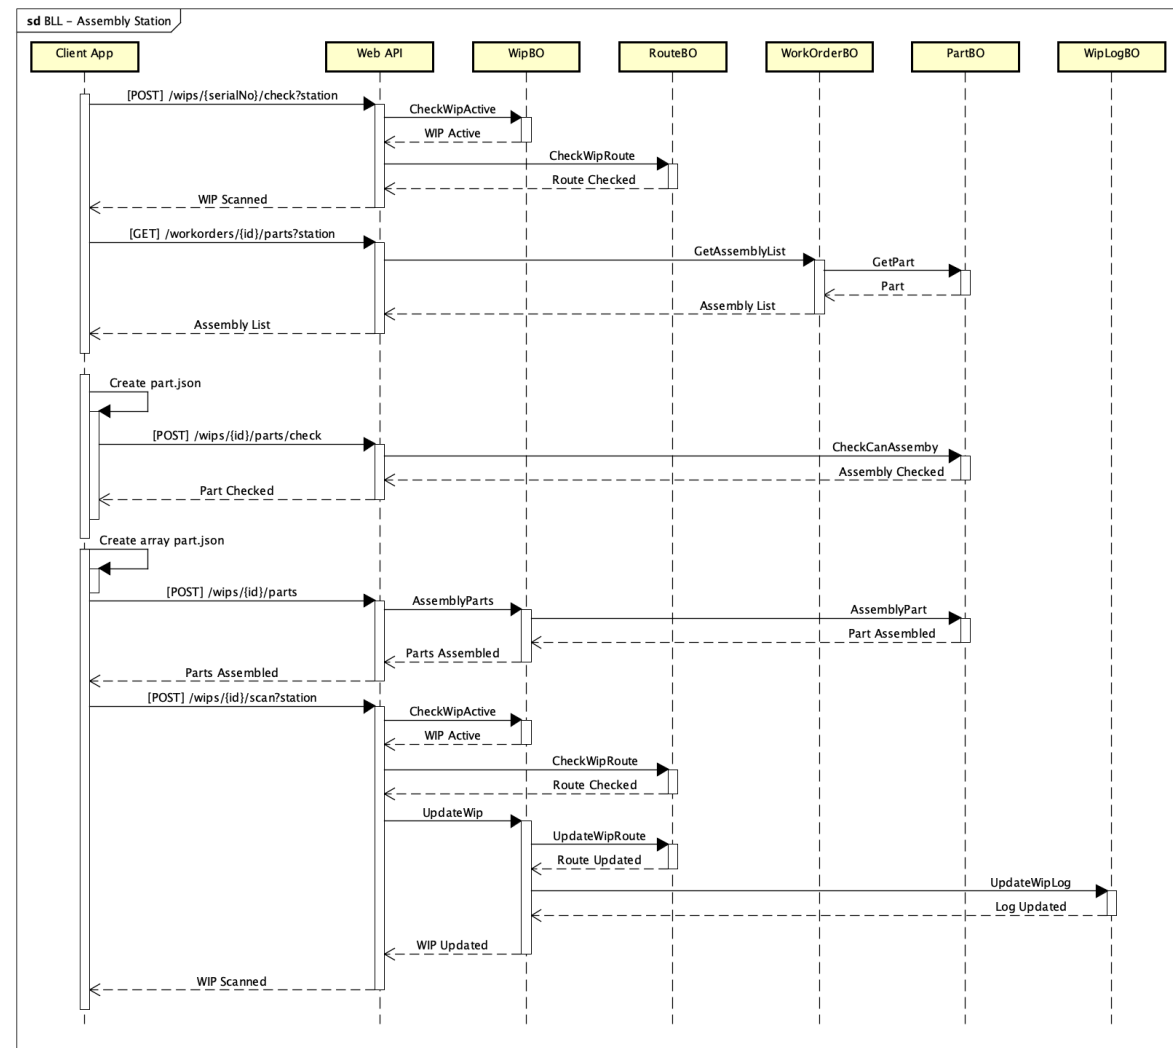 sd BLL – Assembly Station
Client App
Web API
WipBO
RouteBO
WorkOrderBO
PartBO
WipLogBO
[POST] /wips/{serialNo}/check?station
CheckWipActive
WIP Active
CheckWipRoute
Route Checked
WIP Scanned
[GET] /workorders/{id}/parts?station
GetAssemblyList
GetPart
Part
Assembly List
Assembly List
Create part.json
[POST] /wips/{id}/parts/check
CheckCanAssemby
Assembly Checked
Part Checked
Create array part.json
[POST] /wips/{id}/parts
AssemblyParts
AssemblyPart
Part Assembled
Parts Assembled
Parts Assembled
[POST] /wips/{id}/scan?station
CheckWipActive
WIP Active
CheckWipRoute
Route Checked
UpdateWip
UpdateWipRoute
Route Updated
UpdateWipLog
Log Updated
WIP Updated
WIP Scanned